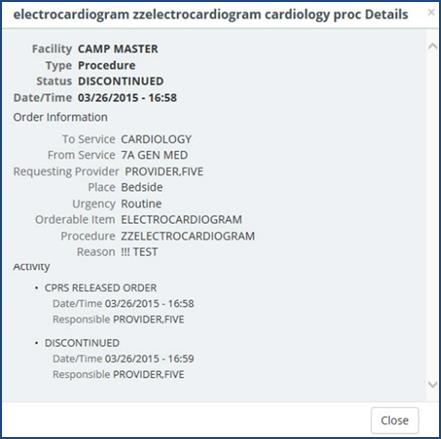 electrocardiogram zzelectrocardiogram cardiology proc Details ×
Facility CAMP MASTER
Type Procedure
Status DISCONTINUED
Date/Time 03/26/2015 - 16:58
Order Information
To Service CARDIOLOGY
From Service 7A GEN MED
Requesting Provider PROVIDER,FIVE
Place Bedside
Urgency Routine
Orderable Item ELECTROCARDIOGRAM
Procedure ZZELECTROCARDIOGRAM
Reason !!! TEST
Activity
• CPRS RELEASED ORDER
Date/Time 03/26/2015 - 16:58
Responsible PROVIDER,FIVE
• DISCONTINUED
Date/Time 03/26/2015 - 16:59
Responsible PROVIDER,FIVE
Close